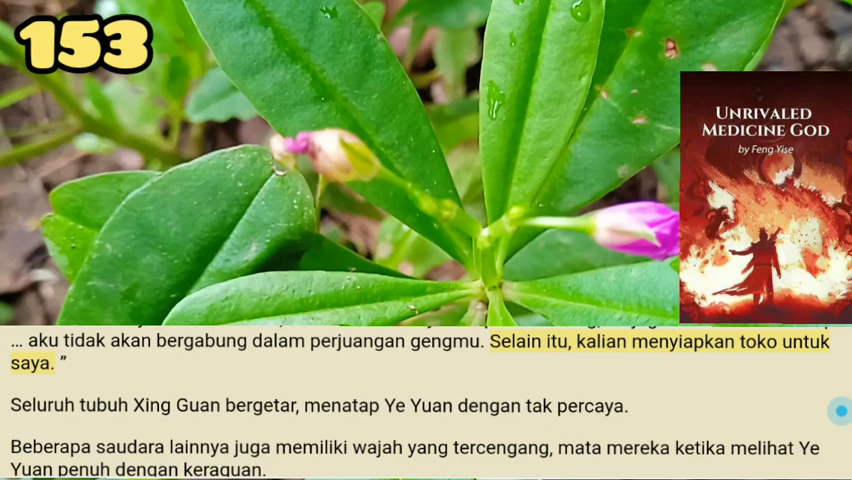 153
UNRIVALED
MEDICINE GOD
by Feng Yise
... aku tidak akan bergabung dalam perjuangan gengmu. Selain itu, kalian menyiapkan toko untuk
saya. ”
Seluruh tubuh Xing Guan bergetar, menatap Ye Yuan dengan tak percaya.
Beberapa saudara lainnya juga memiliki wajah yang tercengang, mata mereka ketika melihat Ye
Yuan penuh dengan keraguan.